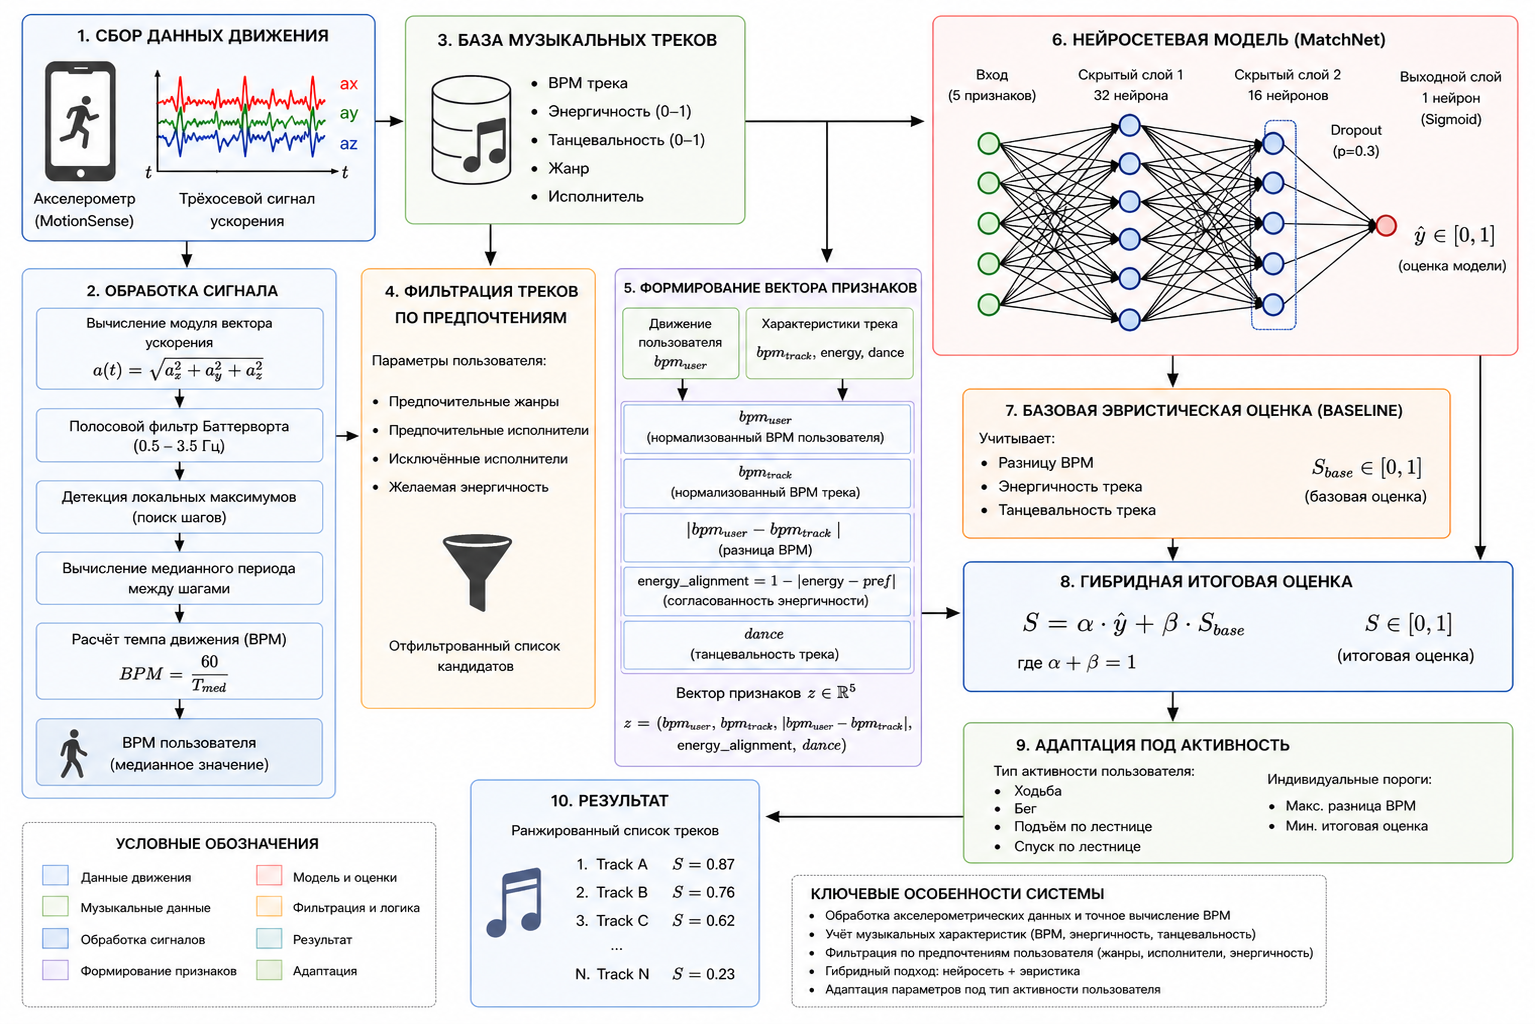 1. СБОР ДАННЫХ ДВИЖЕНИЯ
ax
ay
az
t
t
Акселерометр
(MotionSense)
Трёхосевой сигнал
ускорения
2. ОБРАБОТКА СИГНАЛА
Вычисление модуля вектора
ускорения
a(t) = √(a_x^2 + a_y^2 + a_z^2)
Полосовой фильтр Баттерворта
(0.5 – 3.5 Гц)
Детекция локальных максимумов
(поиск шагов)
Вычисление медианного периода
между шагами
Расчёт темпа движения (BPM)
BPM = 60 / T_med
BPM пользователя
(медианное значение)
3. БАЗА МУЗЫКАЛЬНЫХ ТРЕКОВ
• BPM трека
• Энергичность (0–1)
• Танцевальность (0–1)
• Жанр
• Исполнитель
4. ФИЛЬТРАЦИЯ ТРЕКОВ
ПО ПРЕДПОЧТЕНИЯМ
Параметры пользователя:
• Предпочительные жанры
• Предпочительные исполнители
• Исключённые исполнители
• Желаемая энергичность
Отфильтрованный список
кандидатов
5. ФОРМИРОВАНИЕ ВЕКТОРА ПРИЗНАКОВ
Движение
пользователя
bpm_user
Характеристики трека
bpm_track, energy, dance
bpm_user
(нормализованный BPM пользователя)
bpm_track
(нормализованный BPM трека)
|bpm_user − bpm_track |
(разница BPM)
energy_alignment = 1 − |energy − pref|
(согласованность энергичности)
dance
(танцевальность трека)
Вектор признаков z ∈ ℝ^5
z = (bpm_user, bpm_track, |bpm_user − bpm_track|,
energy_alignment, dance)
6. НЕЙРОСЕТЕВАЯ МОДЕЛЬ (MatchNet)
Вход
(5 признаков)
Скрытый слой 1
32 нейрона
Скрытый слой 2
16 нейронов
Выходной слой
1 нейрон
(Sigmoid)
Dropout
(p=0.3)
ŷ ∈ [0, 1]
(оценка модели)
7. БАЗОВАЯ ЭВРИСТИЧЕСКАЯ ОЦЕНКА (BASELINE)
Учитывает:
• Разницу BPM
• Энергичность трека
• Танцевальность трека
S_base ∈ [0, 1]
(базовая оценка)
8. ГИБРИДНАЯ ИТОГОВАЯ ОЦЕНКА
S = α · ŷ + β · S_base
где α + β = 1
S ∈ [0, 1]
(итоговая оценка)
9. АДАПТАЦИЯ ПОД АКТИВНОСТЬ
Тип активности пользователя:
• Ходьба
• Бег
• Подъём по лестнице
• Спуск по лестнице
Индивидуальные пороги:
• Макс. разница BPM
• Мин. итоговая оценка
10. РЕЗУЛЬТАТ
Ранжированный список треков
1. Track A S = 0.87
2. Track B S = 0.76
3. Track C S = 0.62
...
N. Track N S = 0.23
УСЛОВНЫЕ ОБОЗНАЧЕНИЯ
Данные движения
Музыкальные данные
Обработка сигналов
Формирование признаков
Модель и оценки
Фильтрация и логика
Результат
Адаптация
КЛЮЧЕВЫЕ ОСОБЕННОСТИ СИСТЕМЫ
• Обработка акселерометрических данных и точное вычисление BPM
• Учёт музыкальных характеристик (BPM, энергичность, танцевальность)
• Фильтрация по предпочтениям пользователя (жанры, исполнители, энергичность)
• Гибридный подход: нейросеть + эвристика
• Адаптация параметров под тип активности пользователя